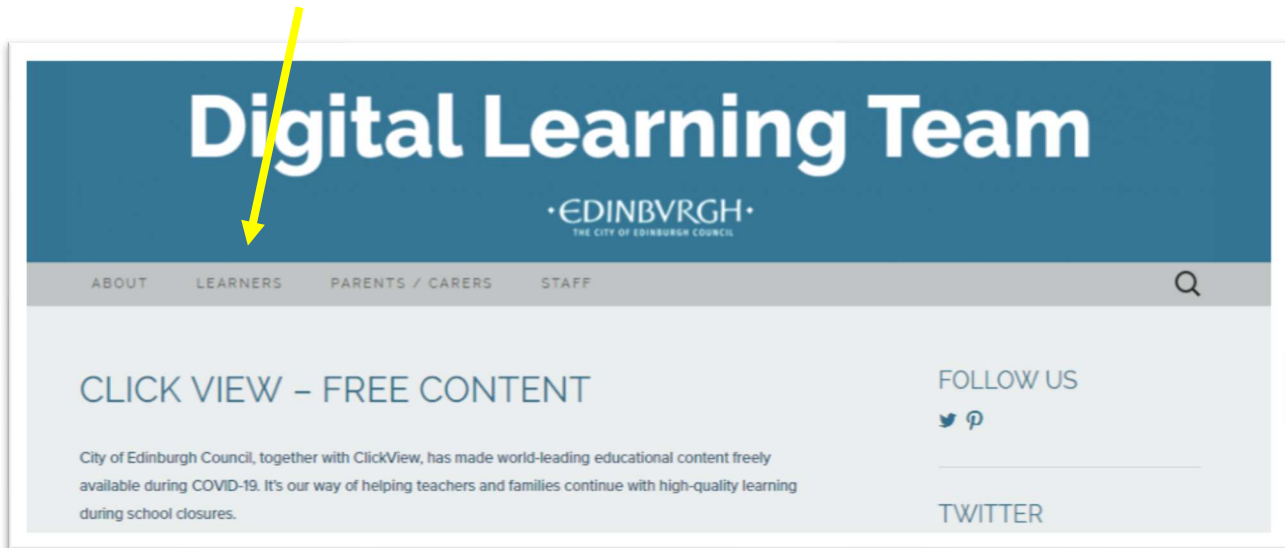 Digital Learning Team
·EDINBVRGH·
THE CITY OF EDINBURGH COUNCIL
ABOUT LEARNERS PARENTS / CARERS STAFF
CLICK VIEW – FREE CONTENT
City of Edinburgh Council, together with ClickView, has made world-leading educational content freely
available during COVID-19. It's our way of helping teachers and families continue with high-quality learning
during school closures.
FOLLOW US
TWITTER